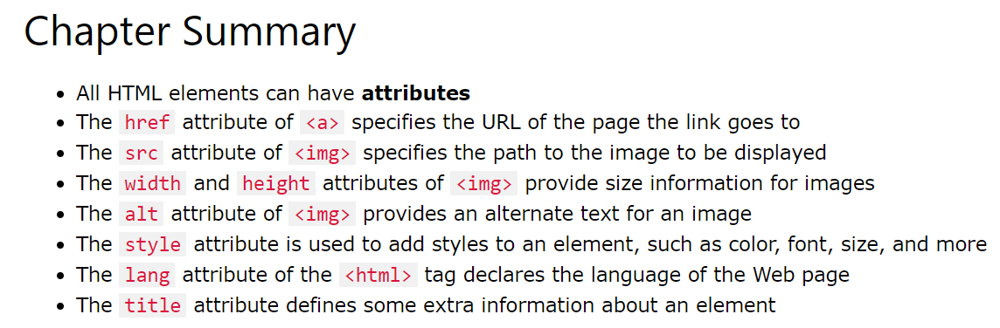 Chapter Summary
• All HTML elements can have attributes
• The href attribute of <a> specifies the URL of the page the link goes to
• The src attribute of <img> specifies the path to the image to be displayed
• The width and height attributes of <img> provide size information for images
• The alt attribute of <img> provides an alternate text for an image
• The style attribute is used to add styles to an element, such as color, font, size, and more
• The lang attribute of the <html> tag declares the language of the Web page
• The title attribute defines some extra information about an element